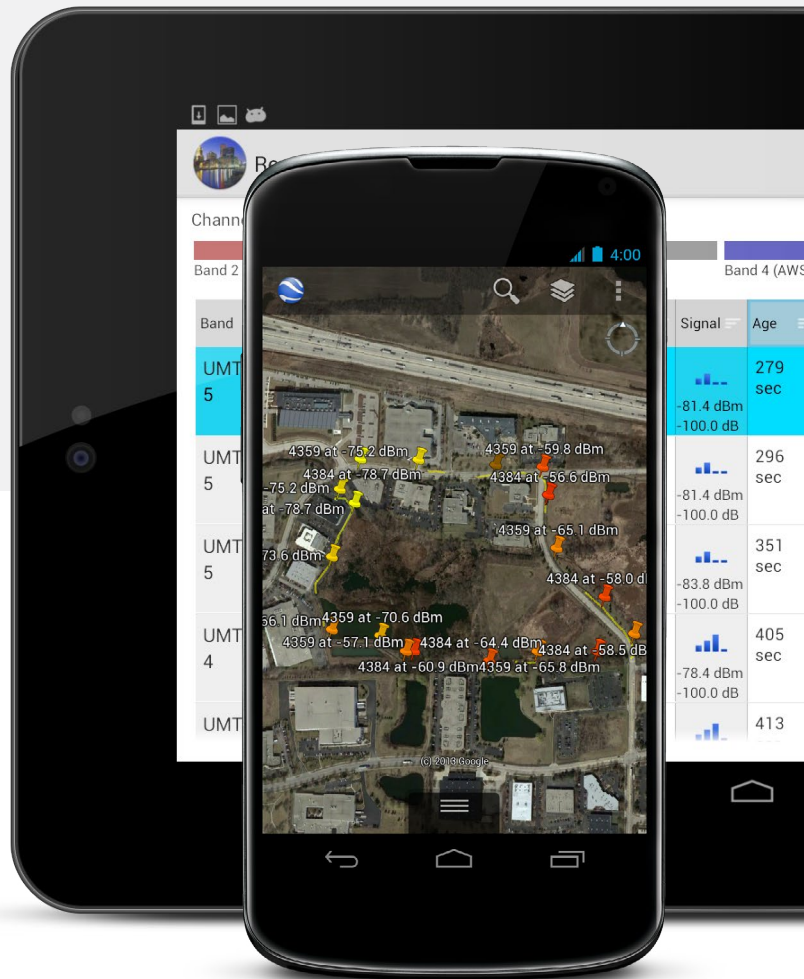 Channe
Band 2
Band 4 (AWS
Band
Signal
Age
UMT
5
-81.4 dBm
-100.0 dB
279
sec
UMT
5
-81.4 dBm
-100.0 dB
296
sec
UMT
5
-83.8 dBm
-100.0 dB
351
sec
UMT
4
-78.4 dBm
-100.0 dB
405
sec
UMT
413
4:00
4359 at -75.2 dBm
4359 at -59.8 dBm
4384 at -78.7 dBm
4384 at -56.6 dBm
-75.2 dBm
at -78.7 dBm
4359 at -65.1 dBm
73.6 dBm
4384 at -58.0 d
56.1 dBm
4359 at -70.6 dBm
4359 at -57.1 dBm
4384 at -64.4 dBm
4384 at -58.5 dB
4384 at -60.9 dBm
4359 at -65.8 dBm
(c) 2013 Google